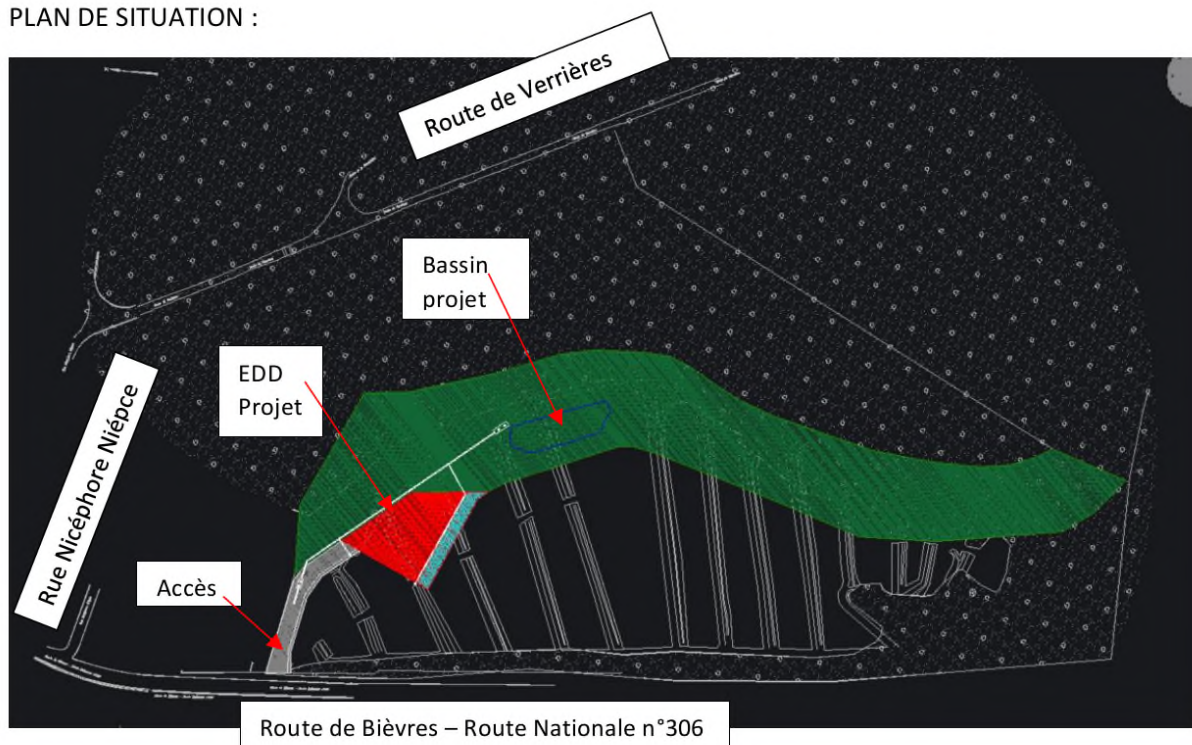 PLAN DE SITUATION :
Route de Verrières
Bassin
projet
EDD
Projet
Rue Nicéphore Niépce
Accès
Route de Bièvres – Route Nationale n°306